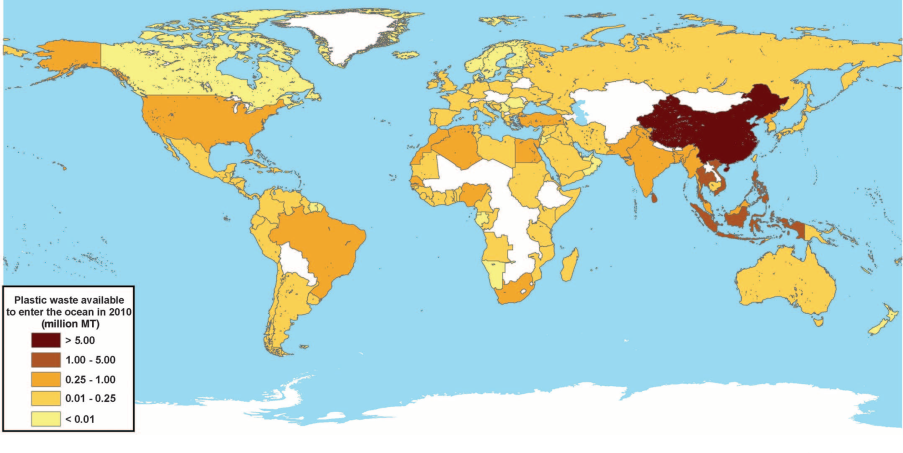 Plastic waste available
to enter the ocean in 2010
(million MT)
> 5.00
1.00 - 5.00
0.25 - 1.00
0.01 - 0.25
< 0.01